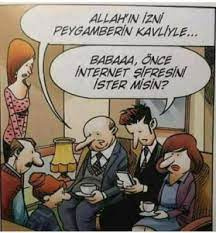 ALLAH'IN İZNİ
PEYGAMBERİN KAVLİYLE...
BABAAA, ÖNCE
İNTERNET ŞİFRESİNİ
İSTER MİSİN?